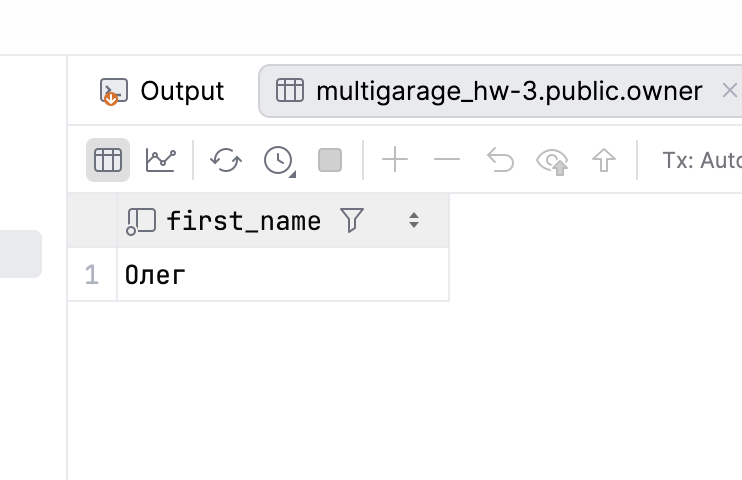 Output multigarage_hw-3.public.owner
Tx: Auto
first_name
1 Олег